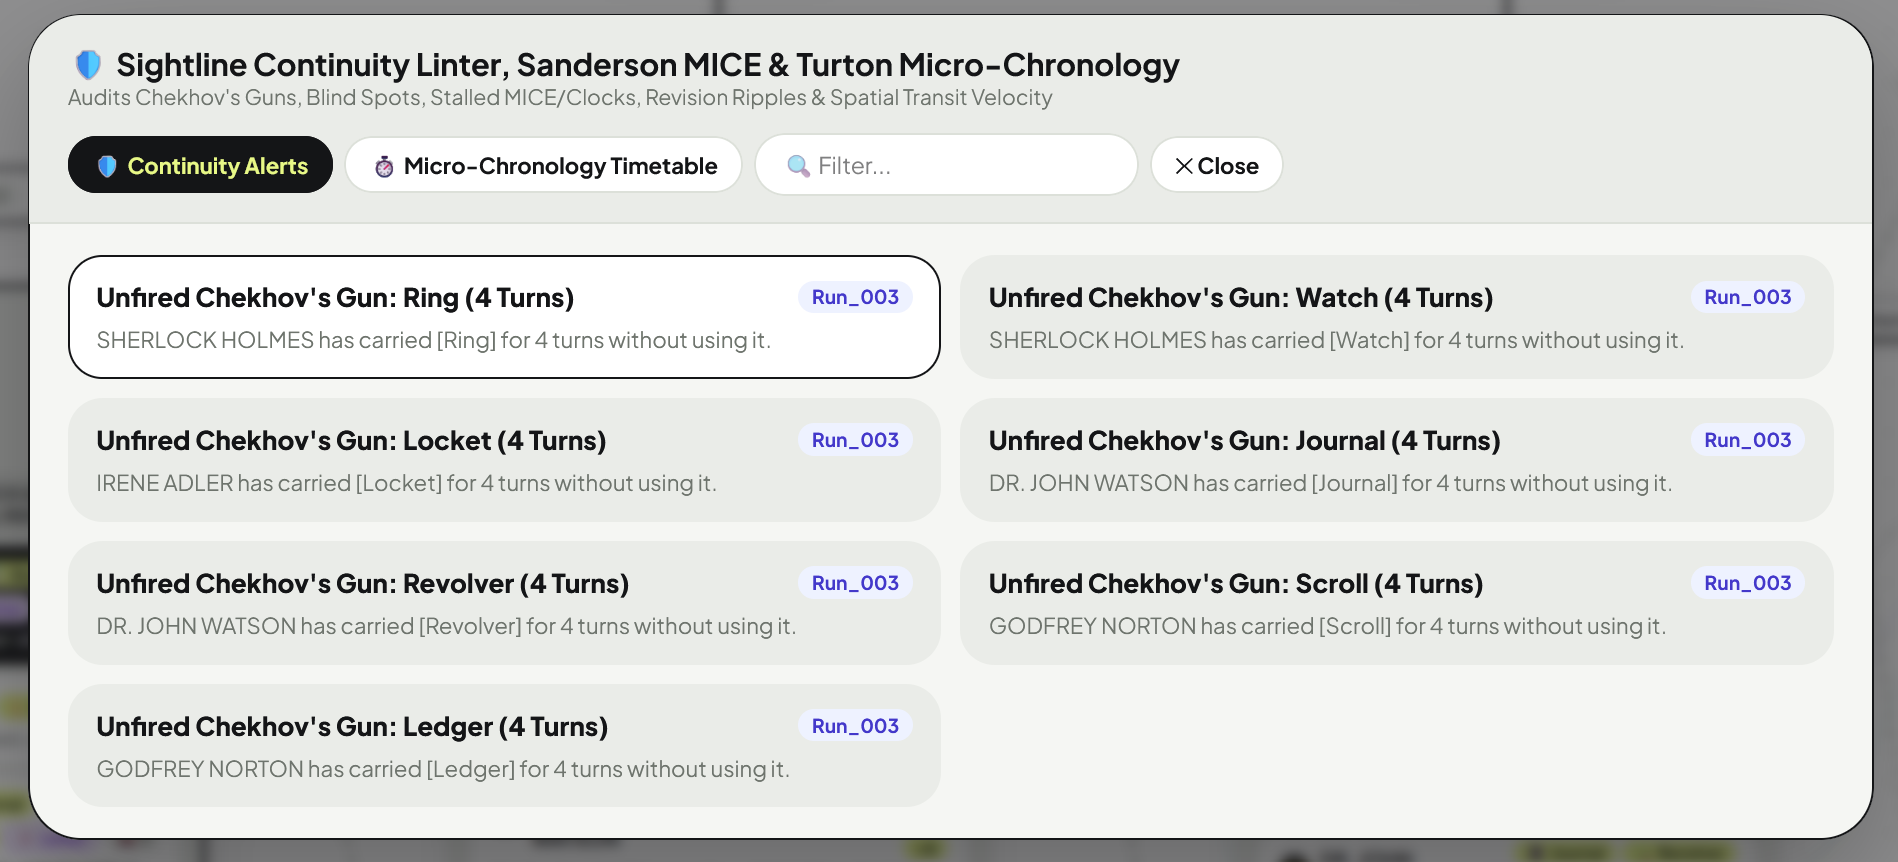 Sightline Continuity Linter, Sanderson MICE & Turton Micro-Chronology
Audits Chekhov's Guns, Blind Spots, Stalled MICE/Clocks, Revision Ripples & Spatial Transit Velocity
Continuity Alerts
Micro-Chronology Timetable
Filter...
Close
Unfired Chekhov's Gun: Ring (4 Turns)
Run_003
SHERLOCK HOLMES has carried [Ring] for 4 turns without using it.
Unfired Chekhov's Gun: Watch (4 Turns)
Run_003
SHERLOCK HOLMES has carried [Watch] for 4 turns without using it.
Unfired Chekhov's Gun: Locket (4 Turns)
Run_003
IRENE ADLER has carried [Locket] for 4 turns without using it.
Unfired Chekhov's Gun: Journal (4 Turns)
Run_003
DR. JOHN WATSON has carried [Journal] for 4 turns without using it.
Unfired Chekhov's Gun: Revolver (4 Turns)
Run_003
DR. JOHN WATSON has carried [Revolver] for 4 turns without using it.
Unfired Chekhov's Gun: Scroll (4 Turns)
Run_003
GODFREY NORTON has carried [Scroll] for 4 turns without using it.
Unfired Chekhov's Gun: Ledger (4 Turns)
Run_003
GODFREY NORTON has carried [Ledger] for 4 turns without using it.